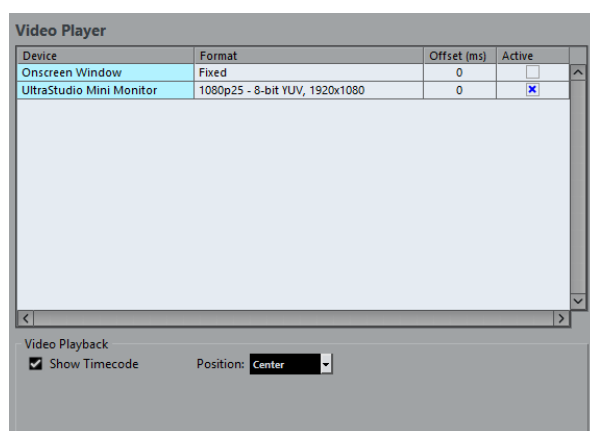 Video Player
Device Format Offset (ms) Active
Onscreen Window Fixed 0
UltraStudio Mini Monitor 1080p25 - 8-bit YUV, 1920x1080 0
Video Playback
Show Timecode Position: Center